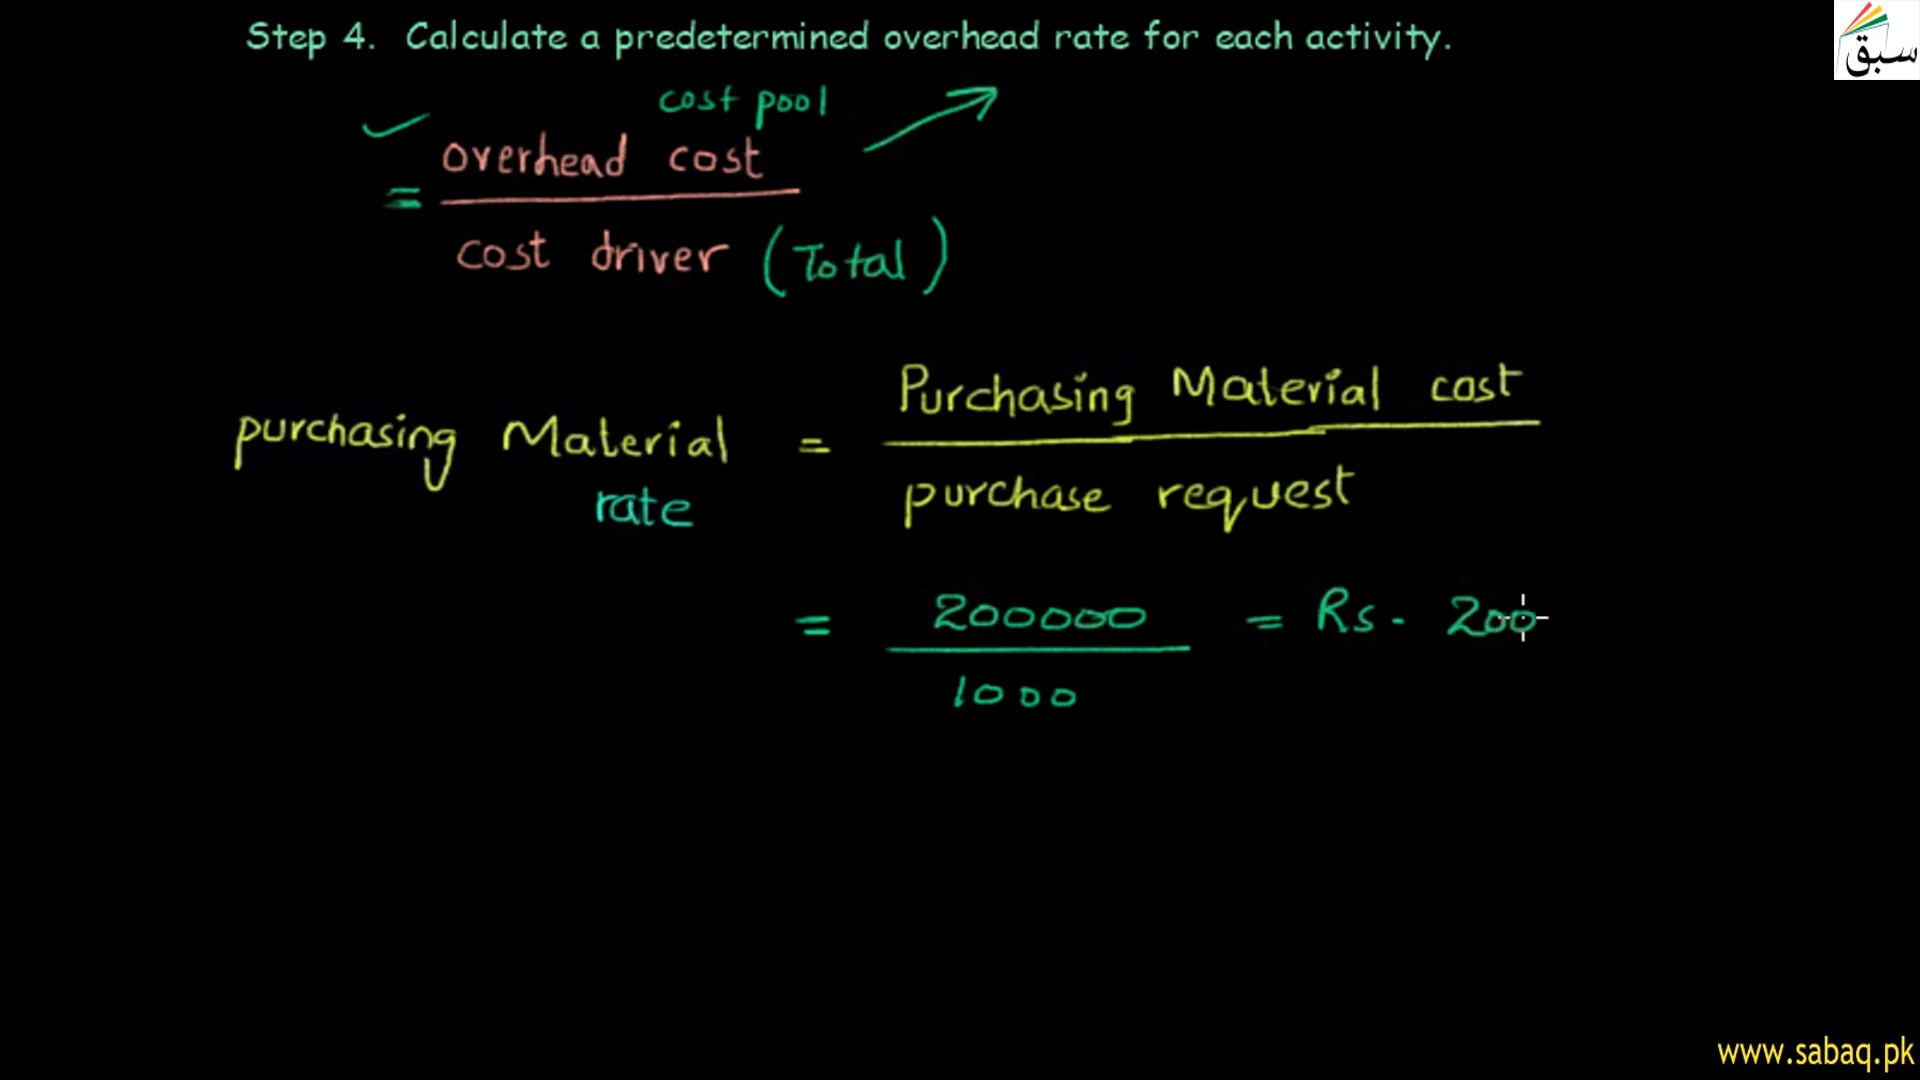 Step 4. Calculate a predetermined overhead rate for each activity.
سبق
cost pool
= overhead cost
cost driver (Total)
Purchasing Material cost
purchasing Material =
purchase request
rate
= 200000 = Rs - 200
1000
www.sabaq.pk